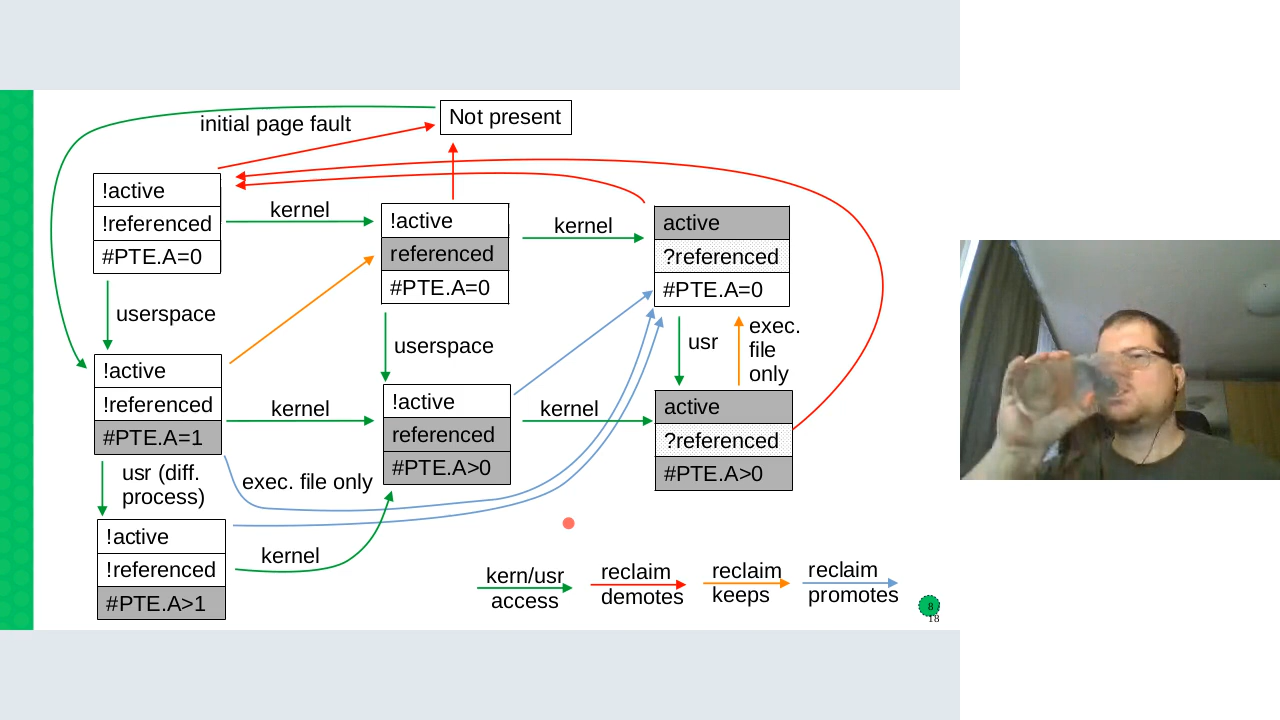 Not present
initial page fault
!active
!referenced
#PTE.A=0
kernel
!active
referenced
#PTE.A=0
kernel
active
?referenced
#PTE.A=0
userspace
userspace
usr
exec.
file
only
!active
!referenced
#PTE.A=1
kernel
!active
referenced
#PTE.A>0
kernel
active
?referenced
#PTE.A>0
usr (diff.
process)
exec. file only
!active
!referenced
#PTE.A>1
kernel
kern/usr
access
reclaim
demotes
reclaim
keeps
reclaim
promotes
8
18